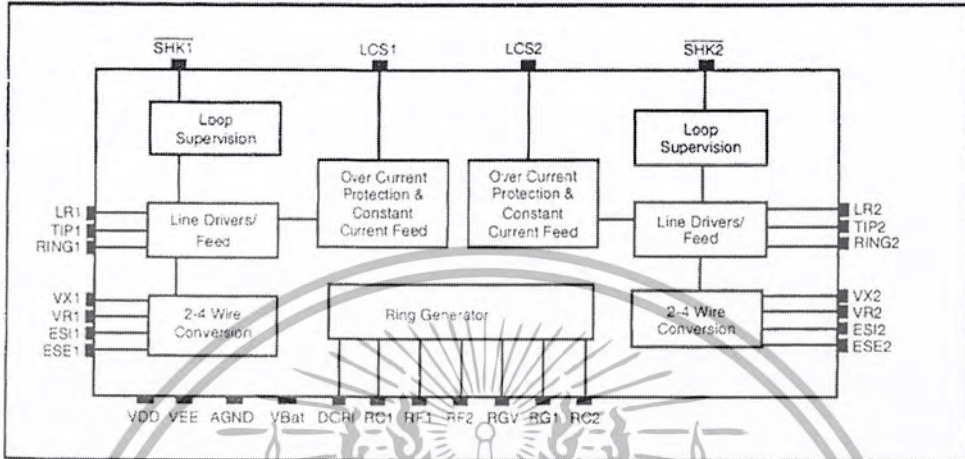 SHK1 LCS1 LCS2 SHK2
Loop
Supervision
Loop
Supervision
Over Current
Protection &
Constant
Current Feed
Over Current
Protection &
Constant
Current Feed
LR1
TIP1
RING1
Line Drivers/
Feed
Line Drivers/
Feed
LR2
TIP2
RING2
VX1
VR1
ESI1
ESE1
2-4 Wire
Conversion
Ring Generator
2-4 Wire
Conversion
VX2
VR2
ESI2
ESE2
VDD VEE AGND VBat DCRI RC1 RF1 RF2 RGV RG1 RC2